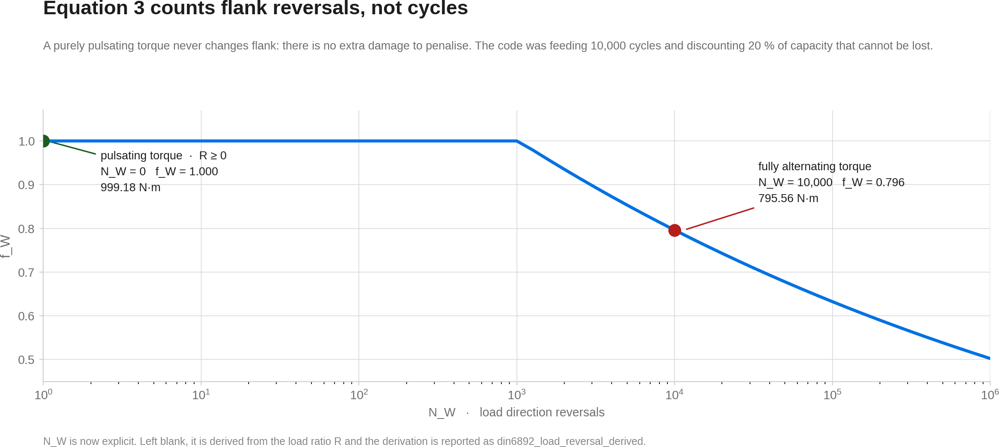 Equation 3 counts flank reversals, not cycles
A purely pulsating torque never changes flank: there is no extra damage to penalise. The code was feeding 10,000 cycles and discounting 20 % of capacity that cannot be lost.
1.0
pulsating torque · R ≥ 0
N_W = 0 f_W = 1.000
999.18 N·m
fully alternating torque
N_W = 10,000 f_W = 0.796
795.56 N·m
0.9
0.8
f_W
0.7
0.6
0.5
10⁰ 10¹ 10² 10³ 10⁴ 10⁵ 10⁶
N_W · load direction reversals
N_W is now explicit. Left blank, it is derived from the load ratio R and the derivation is reported as din6892_load_reversal_derived.